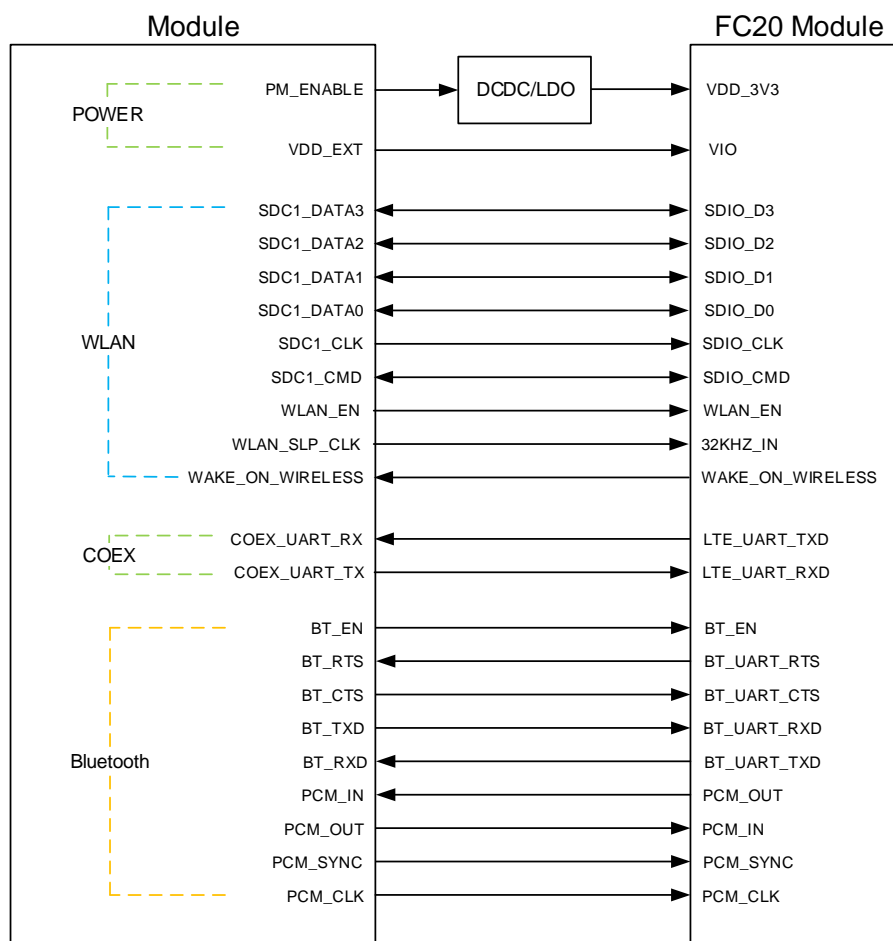 Module FC20 Module
PM_ENABLE DCDC/LDO VDD_3V3
POWER
VDD_EXT VIO
SDC1_DATA3 SDIO_D3
SDC1_DATA2 SDIO_D2
SDC1_DATA1 SDIO_D1
SDC1_DATA0 SDIO_D0
WLAN SDC1_CLK SDIO_CLK
SDC1_CMD SDIO_CMD
WLAN_EN WLAN_EN
WLAN_SLP_CLK 32KHZ_IN
WAKE_ON_WIRELESS WAKE_ON_WIRELESS
COEX_UART_RX LTE_UART_TXD
COEX
COEX_UART_TX LTE_UART_RXD
BT_EN BT_EN
BT_RTS BT_UART_RTS
BT_CTS BT_UART_CTS
BT_TXD BT_UART_RXD
Bluetooth BT_RXD BT_UART_TXD
PCM_IN PCM_OUT
PCM_OUT PCM_IN
PCM_SYNC PCM_SYNC
PCM_CLK PCM_CLK